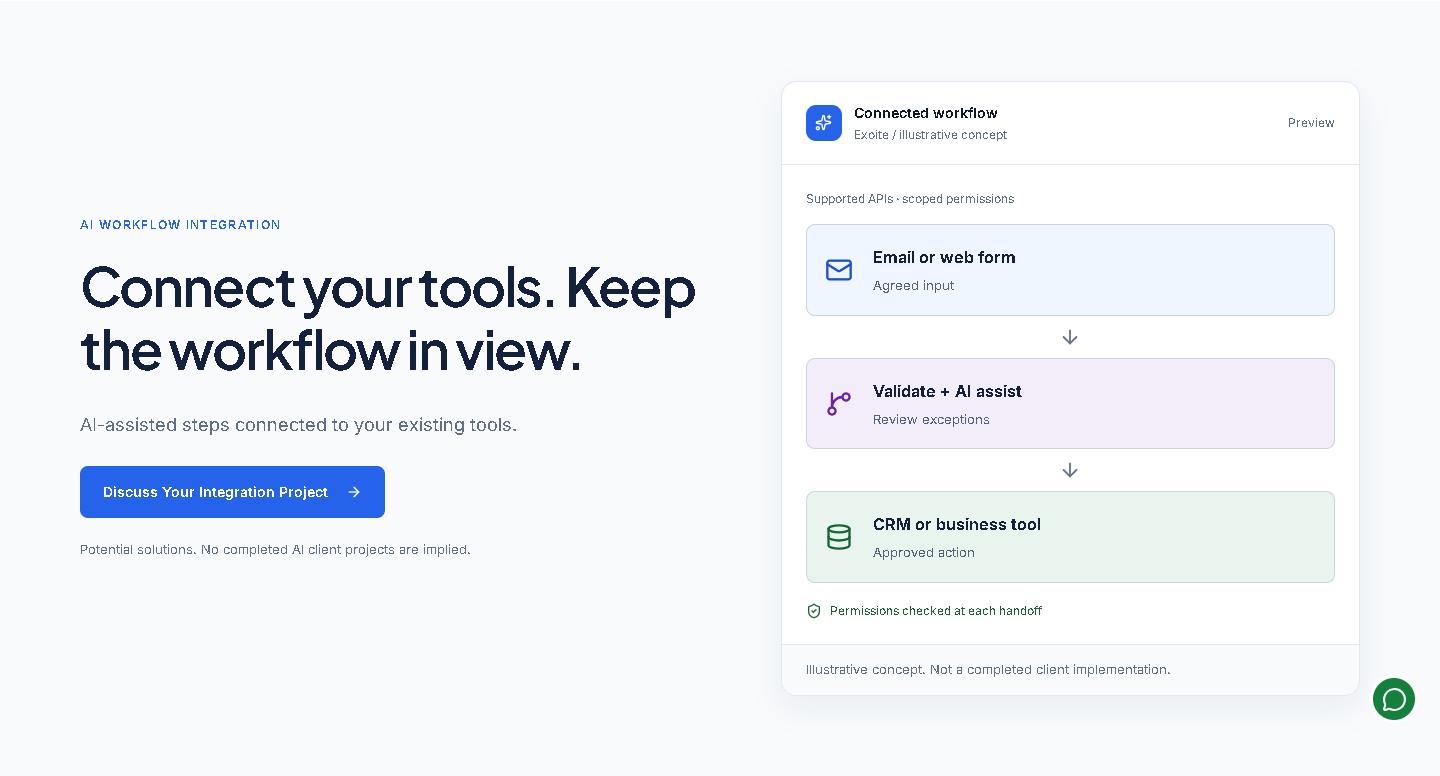 AI WORKFLOW INTEGRATION
Connect your tools. Keep
the workflow in view.
AI-assisted steps connected to your existing tools.
Discuss Your Integration Project
Potential solutions. No completed AI client projects are implied.
Connected workflow
Exoite / illustrative concept
Preview
Supported APIs · scoped permissions
Email or web form
Agreed input
Validate + AI assist
Review exceptions
CRM or business tool
Approved action
Permissions checked at each handoff
Illustrative concept. Not a completed client implementation.